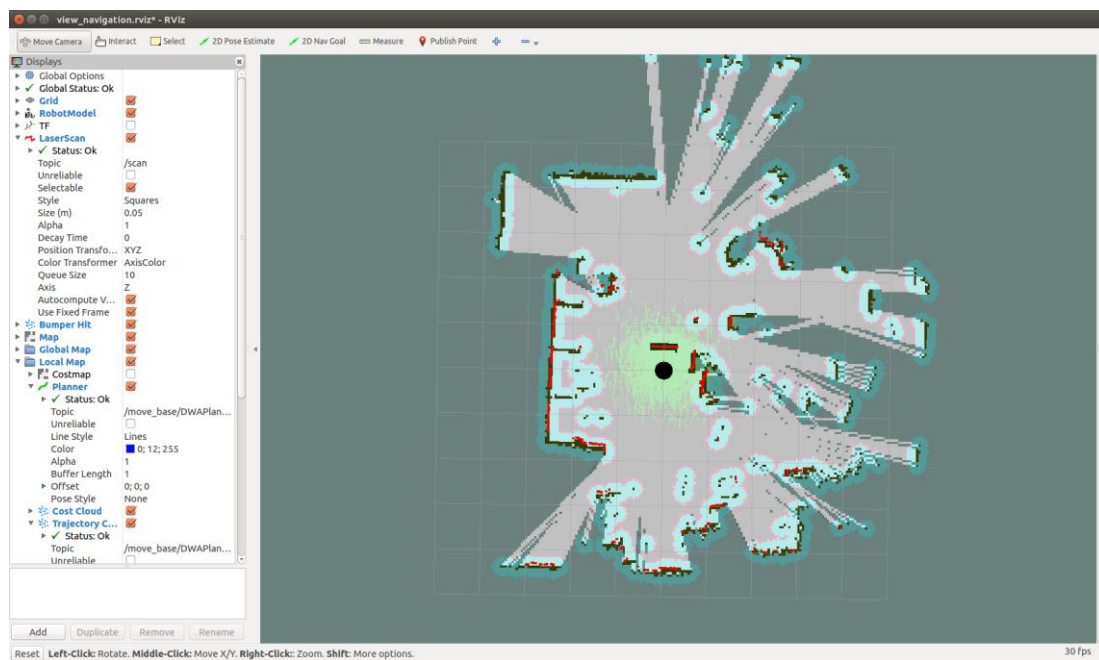 view_navigation.rviz* - RViz
Move Camera Interact Select 2D Pose Estimate 2D Nav Goal Measure Publish Point
Displays
Global Options
Global Status: Ok
Grid
RobotModel
TF
LaserScan
Status: Ok
Topic /scan
Unreliable
Selectable
Style Squares
Size (m) 0.05
Alpha 1
Decay Time 0
Position Transfo... XYZ
Color Transformer AxisColor
Queue Size 10
Axis Z
Autocompute V...
Use Fixed Frame
Bumper Hit
Map
Global Map
Local Map
Costmap
Planner
Status: Ok
Topic /move_base/DWAPlan...
Unreliable
Line Style Lines
Color 0; 12; 255
Alpha 1
Buffer Length 1
Offset 0; 0; 0
Pose Style None
Cost Cloud
Trajectory C...
Status: Ok
Topic /move_base/DWAPlan...
Unreliable
Add Duplicate Remove Rename
Reset Left-Click: Rotate. Middle-Click: Move X/Y. Right-Click:: Zoom. Shift: More options. 30 fps